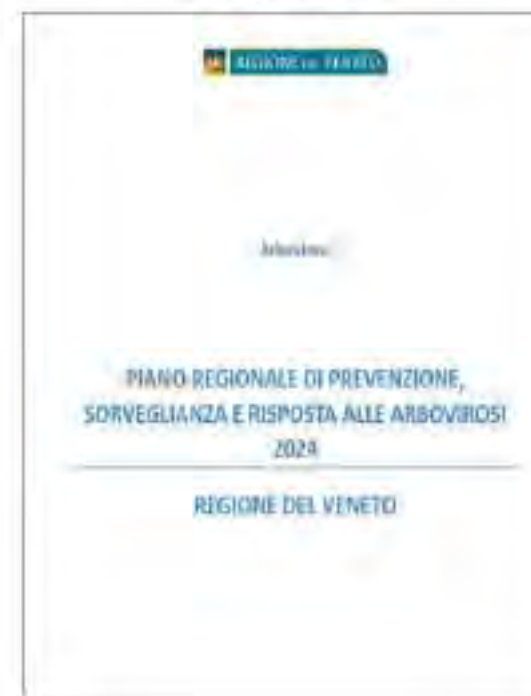 REGIONE DEL VENETO
PIANO REGIONALE DI PREVENZIONE,
SORVEGLIANZA E RISPOSTA ALLE ARBOVIROSI
2024
REGIONE DEL VENETO